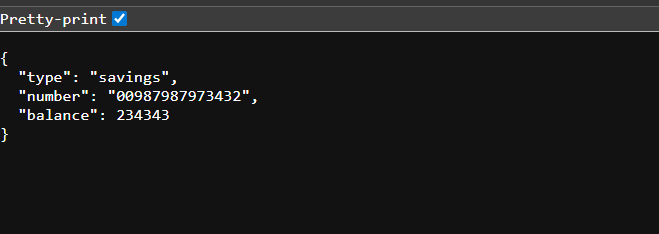 Pretty-print
{
  "type": "savings",
  "number": "00987987973432",
  "balance": 234343
}